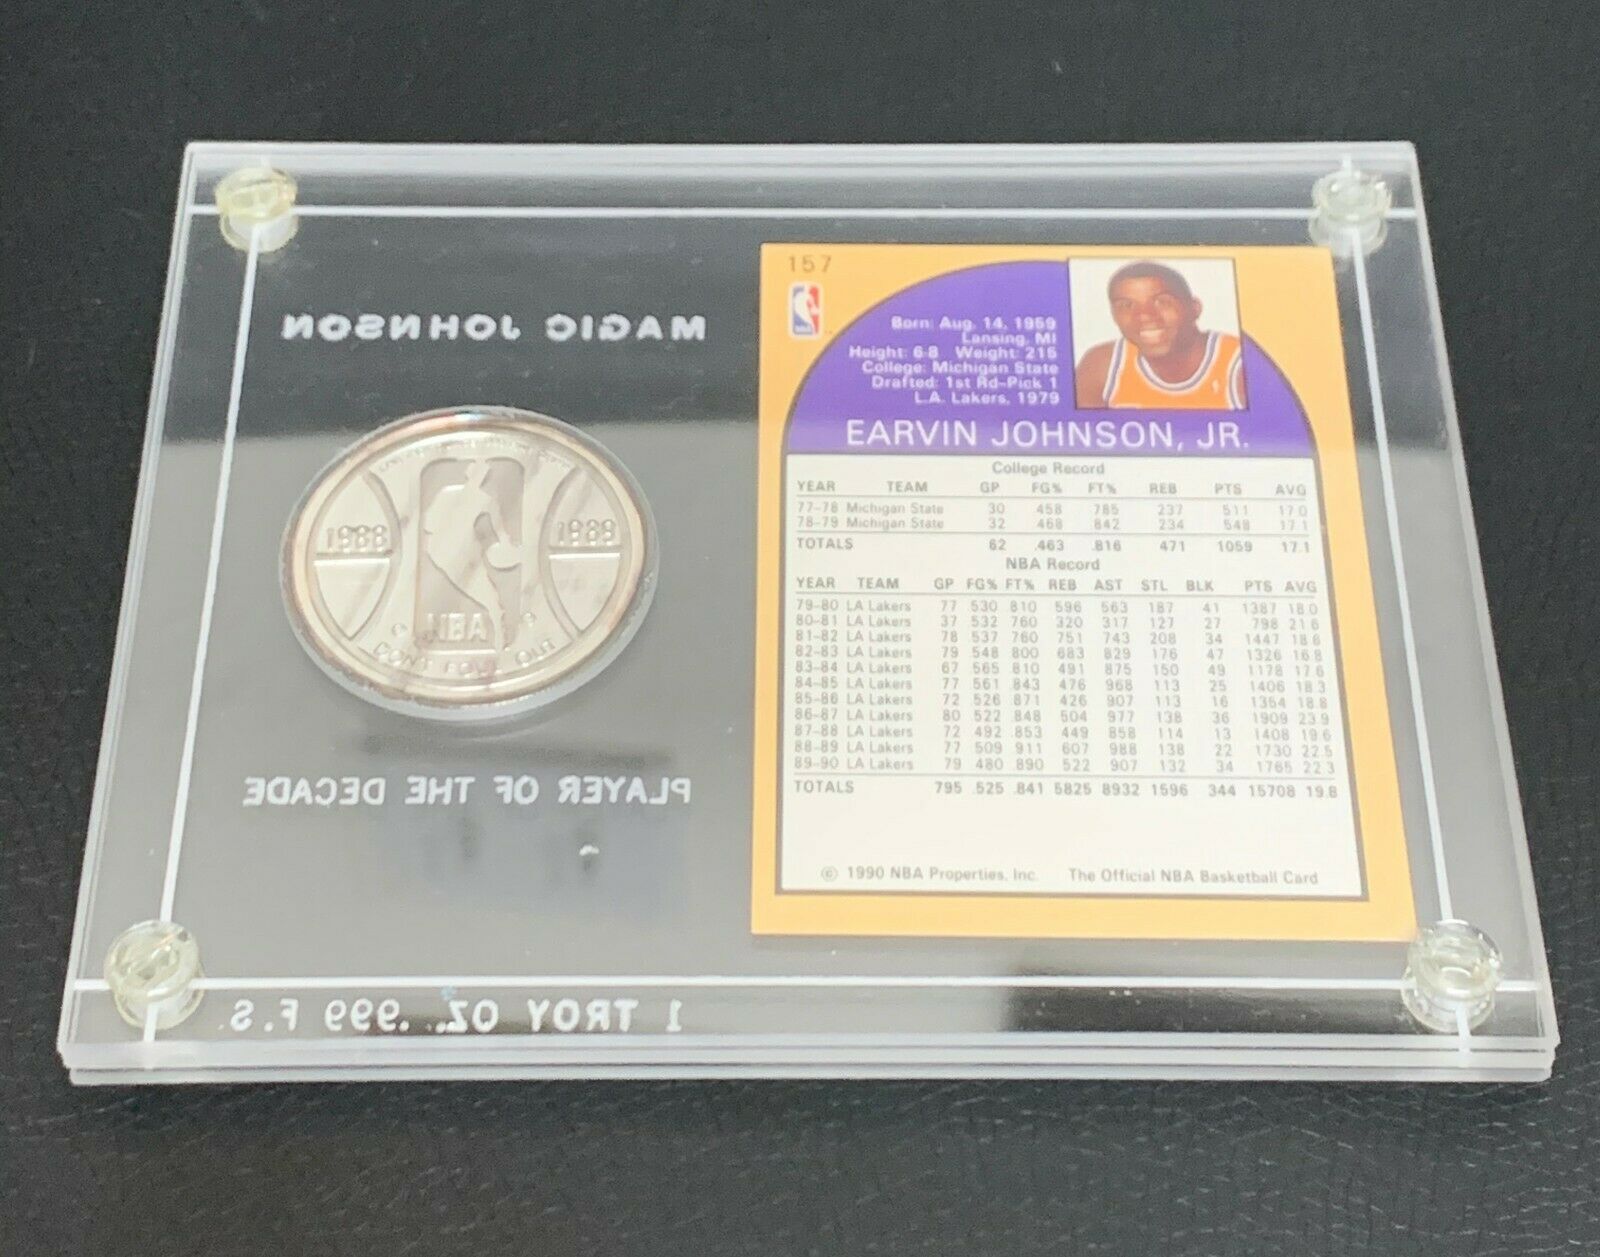 MAGIC JOHNSON
1988 1989
NBA
DON'T FOUL OUT
PLAYER OF THE DECADE
1 TROY OZ. .999 F.S.
157
Born: Aug. 14, 1959
Lansing, MI
Height: 6-8 Weight: 215
College: Michigan State
Drafted: 1st Rd-Pick 1
L.A. Lakers, 1979
EARVIN JOHNSON, JR.
College Record
YEAR TEAM GP FG% FT% REB PTS AVG
77-78 Michigan State 30 458 785 237 511 17.0
78-79 Michigan State 32 468 842 234 548 17.1
TOTALS 62 .463 .816 471 1059 17.1
NBA Record
YEAR TEAM GP FG% FT% REB AST STL BLK PTS AVG
79-80 LA Lakers 77 530 810 596 563 187 41 1387 18.0
80-81 LA Lakers 37 532 760 320 317 127 27 798 21.6
81-82 LA Lakers 78 .537 .760 751 743 208 34 1447 18.6
82-83 LA Lakers 79 548 800 683 829 176 47 1326 16.8
83-84 LA Lakers 67 565 810 491 875 150 49 1178 17.6
84-85 LA Lakers 77 561 .843 476 968 113 25 1406 18.3
85-86 LA Lakers 72 526 .871 426 907 113 16 1354 18.8
86-87 LA Lakers 80 .522 .848 504 977 138 36 1909 23.9
87-88 LA Lakers 72 492 .853 449 858 114 13 1408 19.6
88-89 LA Lakers 77 509 .911 607 988 138 22 1730 22.5
89-90 LA Lakers 79 .480 .890 522 907 132 34 1765 22.3
TOTALS 795 .525 .841 5825 8932 1596 344 15708 19.8
© 1990 NBA Properties, Inc. The Official NBA Basketball Card